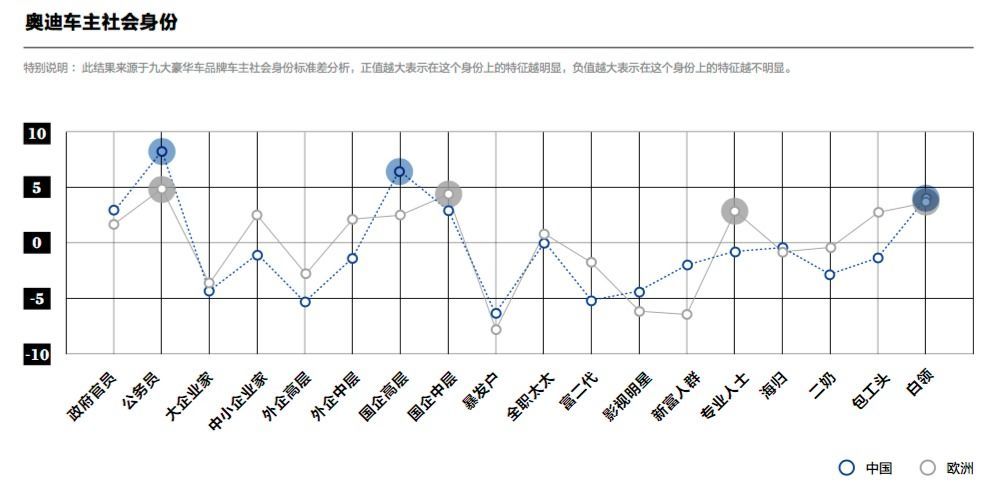 奥迪车主社会身份
特别说明：此结果来源于九大豪华车品牌车主社会身份标准差分析，正值越大表示在这个身份上的特征越明显，负值越大表示在这个身份上的特征越不明显。
10
5
0
-5
-10
政府官员
公务员
大企业家
中小企业家
外企高层
外企中层
国企高层
国企中层
暴发户
全职太太
富二代
影视明星
新富人群
专业人士
海归
二奶
包工头
白领
中国
欧洲